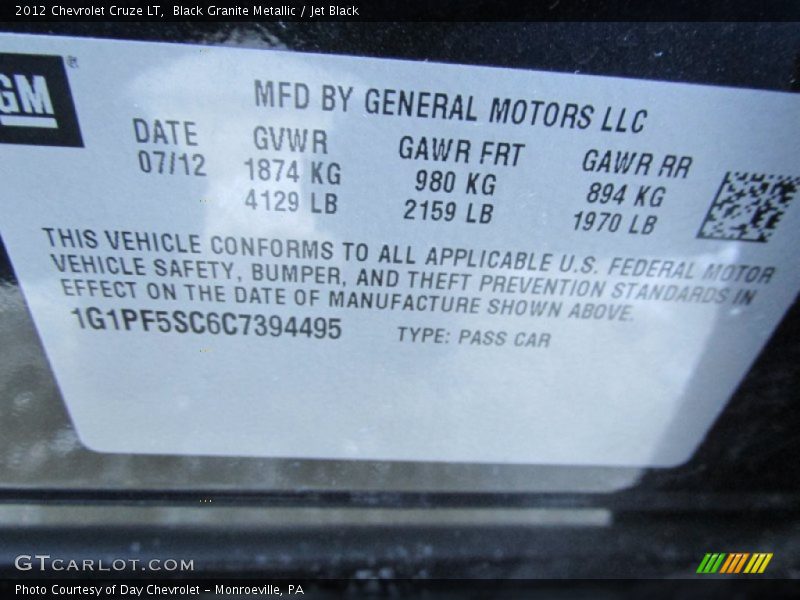 2012 Chevrolet Cruze LT, Black Granite Metallic / Jet Black
GM ®
MFD BY GENERAL MOTORS LLC
DATE GVWR GAWR FRT GAWR RR
07/12 1874 KG 980 KG 894 KG
4129 LB 2159 LB 1970 LB
THIS VEHICLE CONFORMS TO ALL APPLICABLE U.S. FEDERAL MOTOR
VEHICLE SAFETY, BUMPER, AND THEFT PREVENTION STANDARDS IN
EFFECT ON THE DATE OF MANUFACTURE SHOWN ABOVE.
1G1PF5SC6C7394495 TYPE: PASS CAR
GTCARLOT.COM
Photo Courtesy of Day Chevrolet - Monroeville, PA